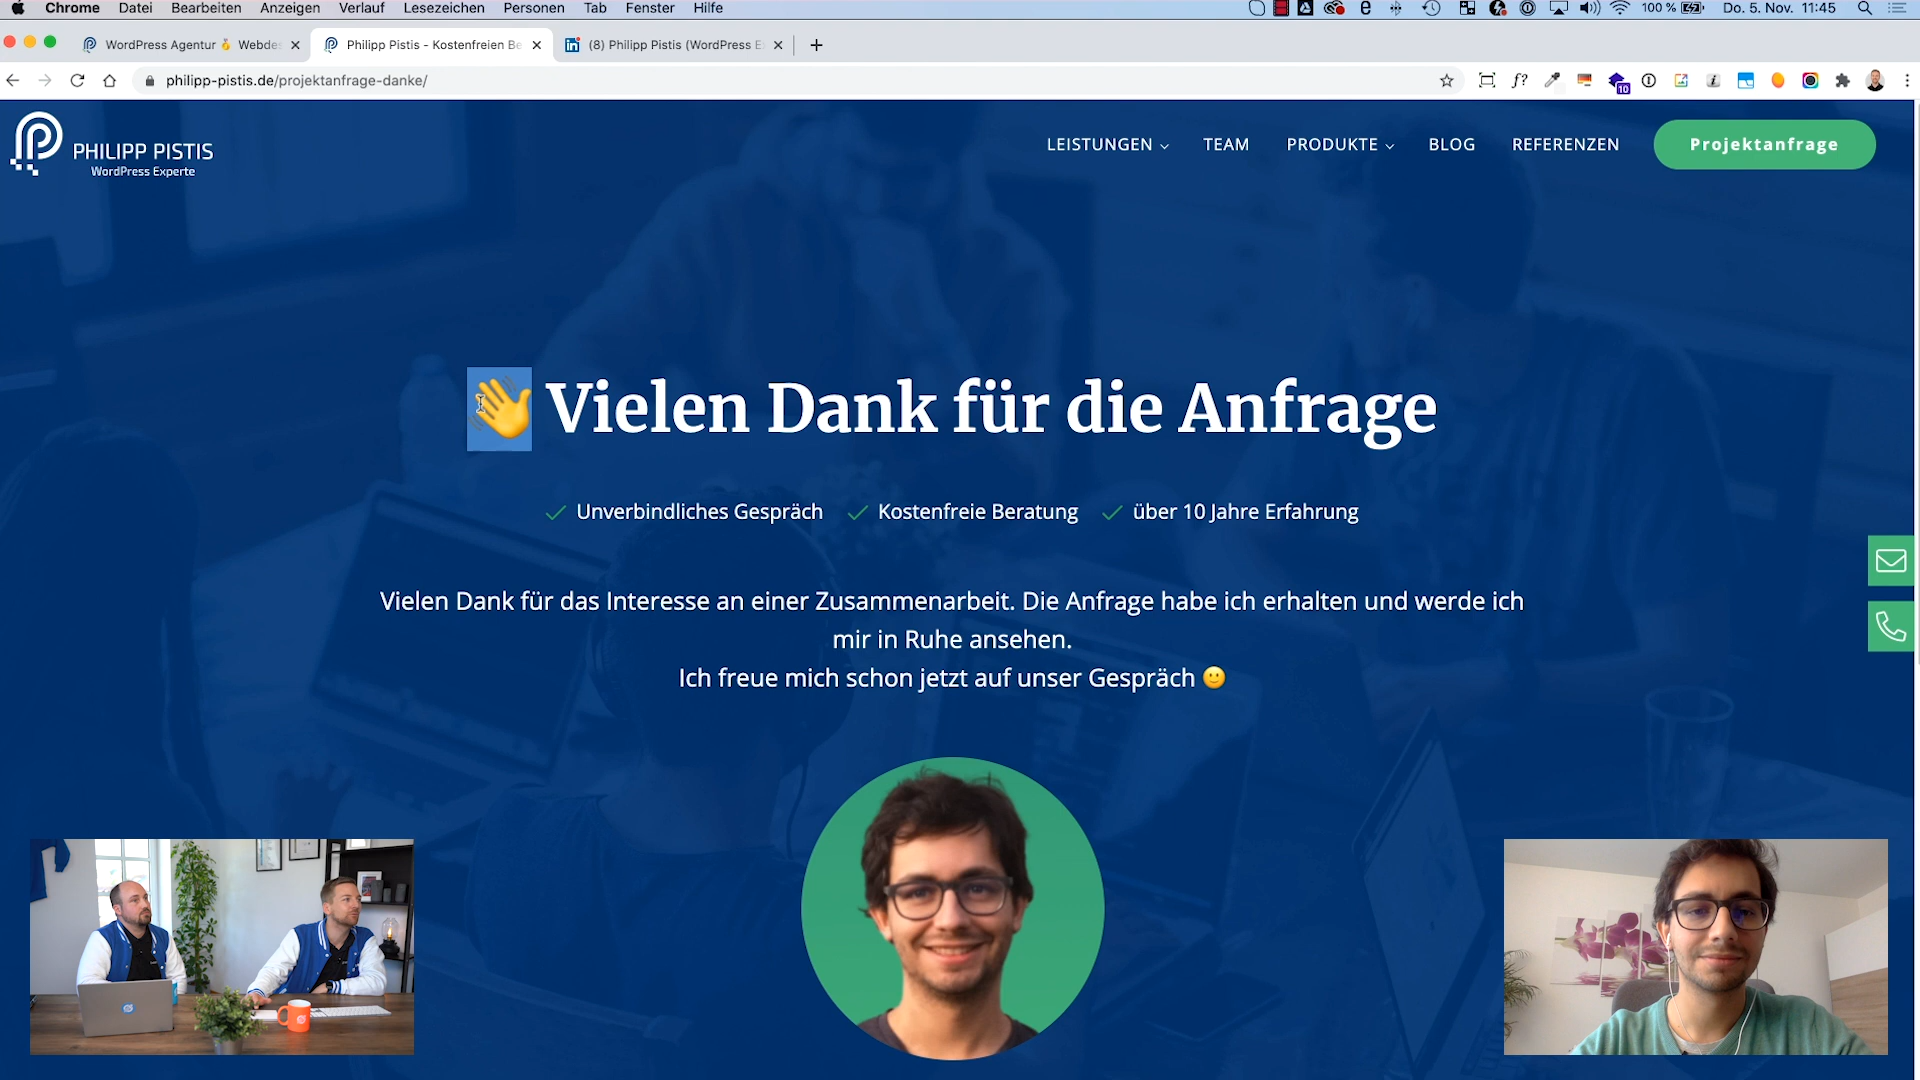 Chrome Datei Bearbeiten Anzeigen Verlauf Lesezeichen Personen Tab Fenster Hilfe 100 % Do. 5. Nov. 11:45
WordPress Agentur 🥇 Webde
Philipp Pistis - Kostenfreien Be
(8) Philipp Pistis (WordPress E
philipp-pistis.de/projektanfrage-danke/
10
PHILIPP PISTIS
WordPress Experte
LEISTUNGEN TEAM PRODUKTE BLOG REFERENZEN Projektanfrage
👋 Vielen Dank für die Anfrage
Unverbindliches Gespräch Kostenfreie Beratung über 10 Jahre Erfahrung
Vielen Dank für das Interesse an einer Zusammenarbeit. Die Anfrage habe ich erhalten und werde ich
mir in Ruhe ansehen.
Ich freue mich schon jetzt auf unser Gespräch 🙂